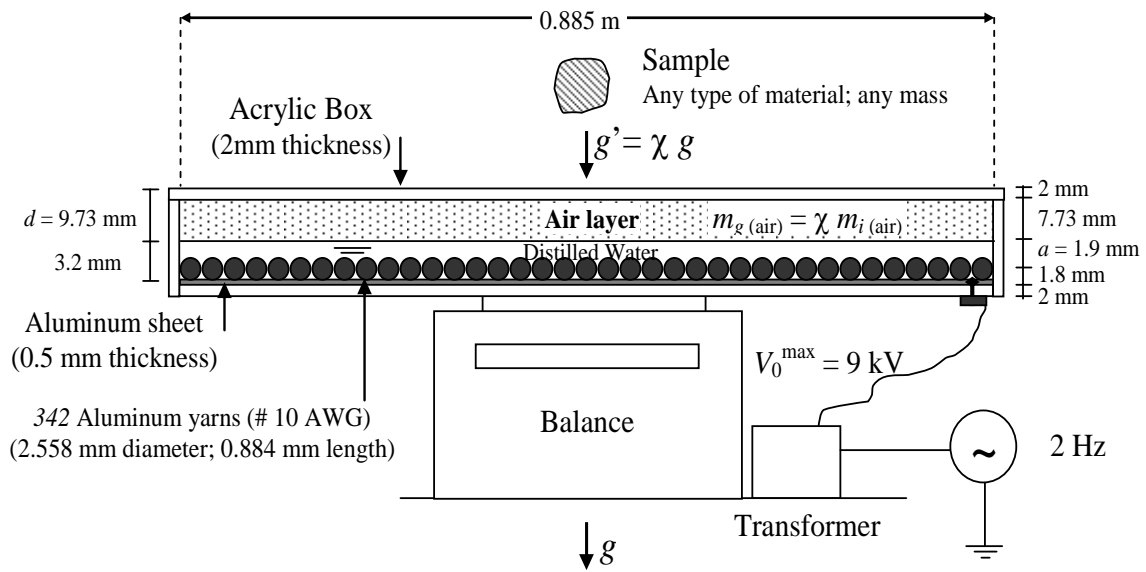 0.885 m
Sample
Any type of material; any mass
Acrylic Box
(2mm thickness)
g’ = χ g
2 mm
d = 9.73 mm
Air layer
m g (air) = χ m i (air)
7.73 mm
Distilled Water
a = 1.9 mm
3.2 mm
1.8 mm
2 mm
Aluminum sheet
(0.5 mm thickness)
V0 max = 9 kV
342 Aluminum yarns (# 10 AWG)
(2.558 mm diameter; 0.884 mm length)
Balance
~
2 Hz
Transformer
g